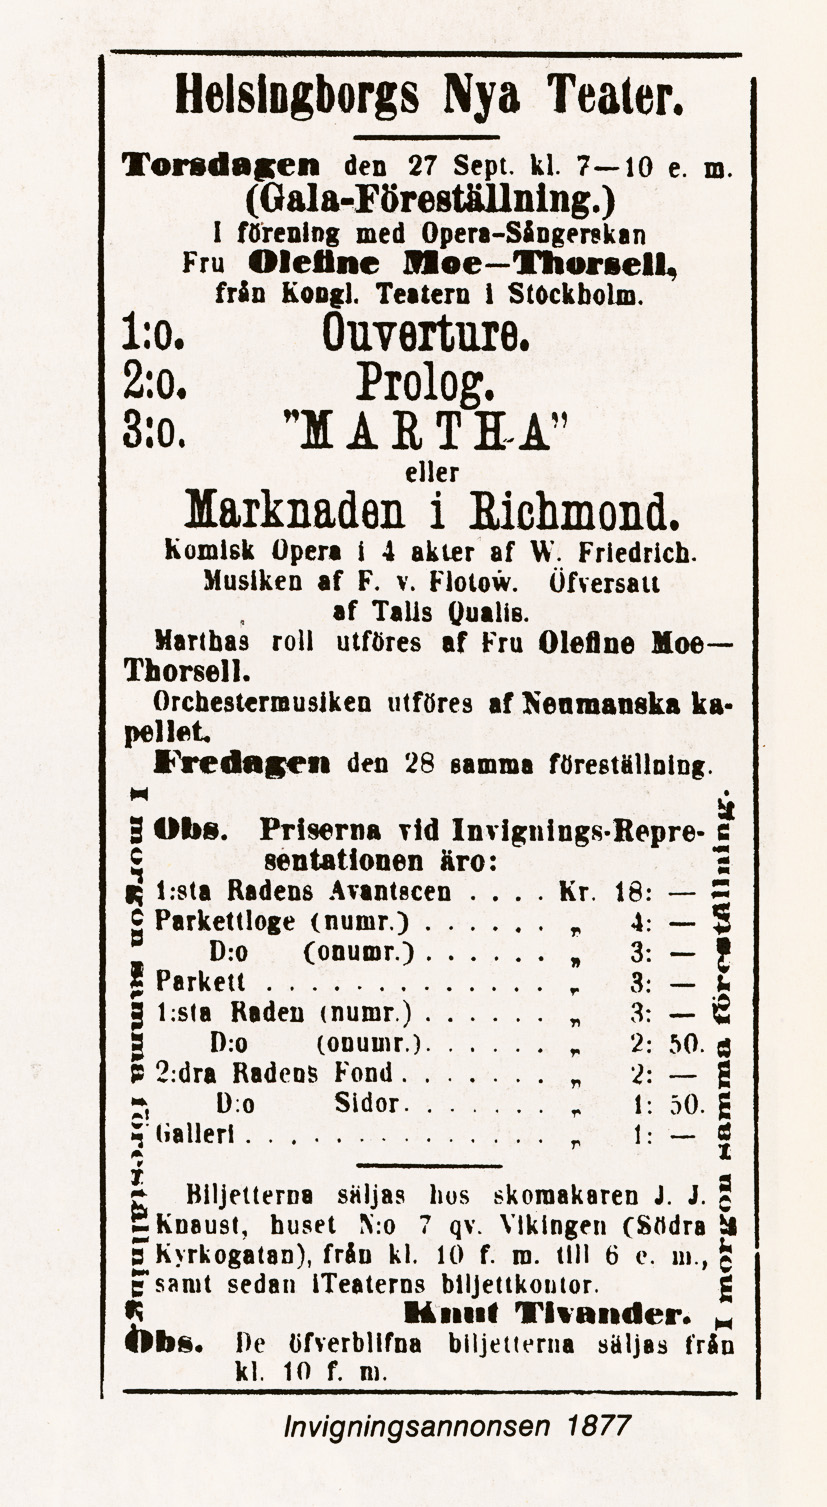 Helsingborgs Nya Teater.
Torsdagen den 27 Sept. kl. 7—10 e. m.
(Gala-Föreställning.)
I förening med Opera-Sångerskan
Fru Olefine Moe—Thorsell,
från Kongl. Teatern i Stockholm.
1:o. Ouverture.
2:o. Prolog.
3:o. "MARTHA"
eller
Marknaden i Richmond.
Komisk Opera i 4 akter af W. Friedrich.
Musiken af F. v. Flotow. Öfversatt
af Talis Qualis.
Marthas roll utföres af Fru Olefine Moe—
Thorsell.
Orchestermusiken utföres af Neumanska ka-
pellet.
Fredagen den 28 samma föreställning.
I morgon samma föreställning.
Obs. Priserna vid Invignings-Repre-
sentationen äro:
1:sta Radens Avantscen . . . . Kr. 18: —
Parkettloge (numr.) . . . . . . „ 4: —
D:o (onumr.) . . . . . . „ 3: —
Parkett . . . . . . . . . . . . . . „ 3: —
1:sta Raden (numr.) . . . . . . „ 3: —
D:o (onumr.). . . . . . . „ 2: 50.
2:dra Radens Fond . . . . . . . . „ 2: —
D:o Sidor. . . . . . . . „ 1: 50.
Galleri . . . . . . . . . . . . . . . „ 1: —
Biljetterna säljas hos skomakaren J. J.
Knaust, huset N:o 7 qv. Vikingen (Södra
Kyrkogatan), från kl. 10 f. m. till 6 e. m.,
samt sedan iTeaterns biljettkontor.
Knut Tivander.
I morgon samma föreställning.
Obs. De öfverblifna biljetterna säljas från
kl. 10 f. m.
Invigningsannonsen 1877